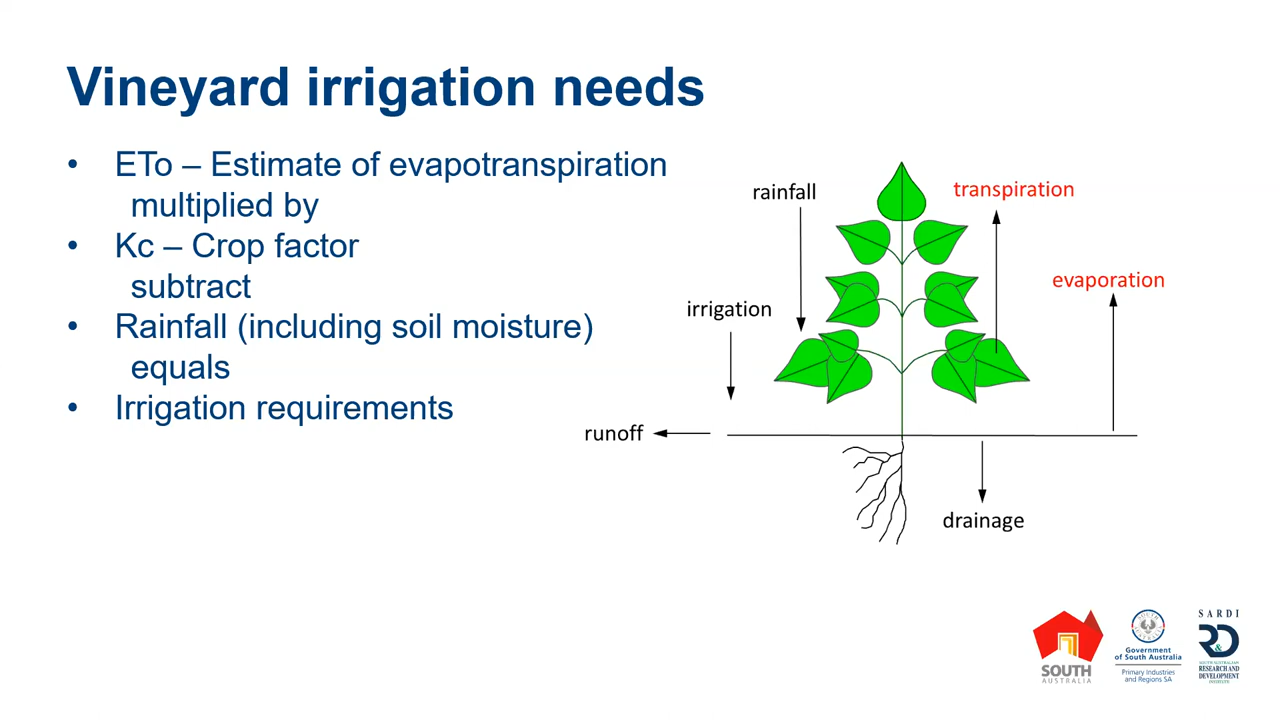 Vineyard irrigation needs
• ETo – Estimate of evapotranspiration
multiplied by
• Kc – Crop factor
subtract
• Rainfall (including soil moisture)
equals
• Irrigation requirements
rainfall
transpiration
evaporation
irrigation
runoff
drainage
SOUTH
AUSTRALIA
Government
of South Australia
Primary Industries
and Regions SA
SARDI
R&D
SOUTH AUSTRALIAN
RESEARCH AND
DEVELOPMENT
INSTITUTE